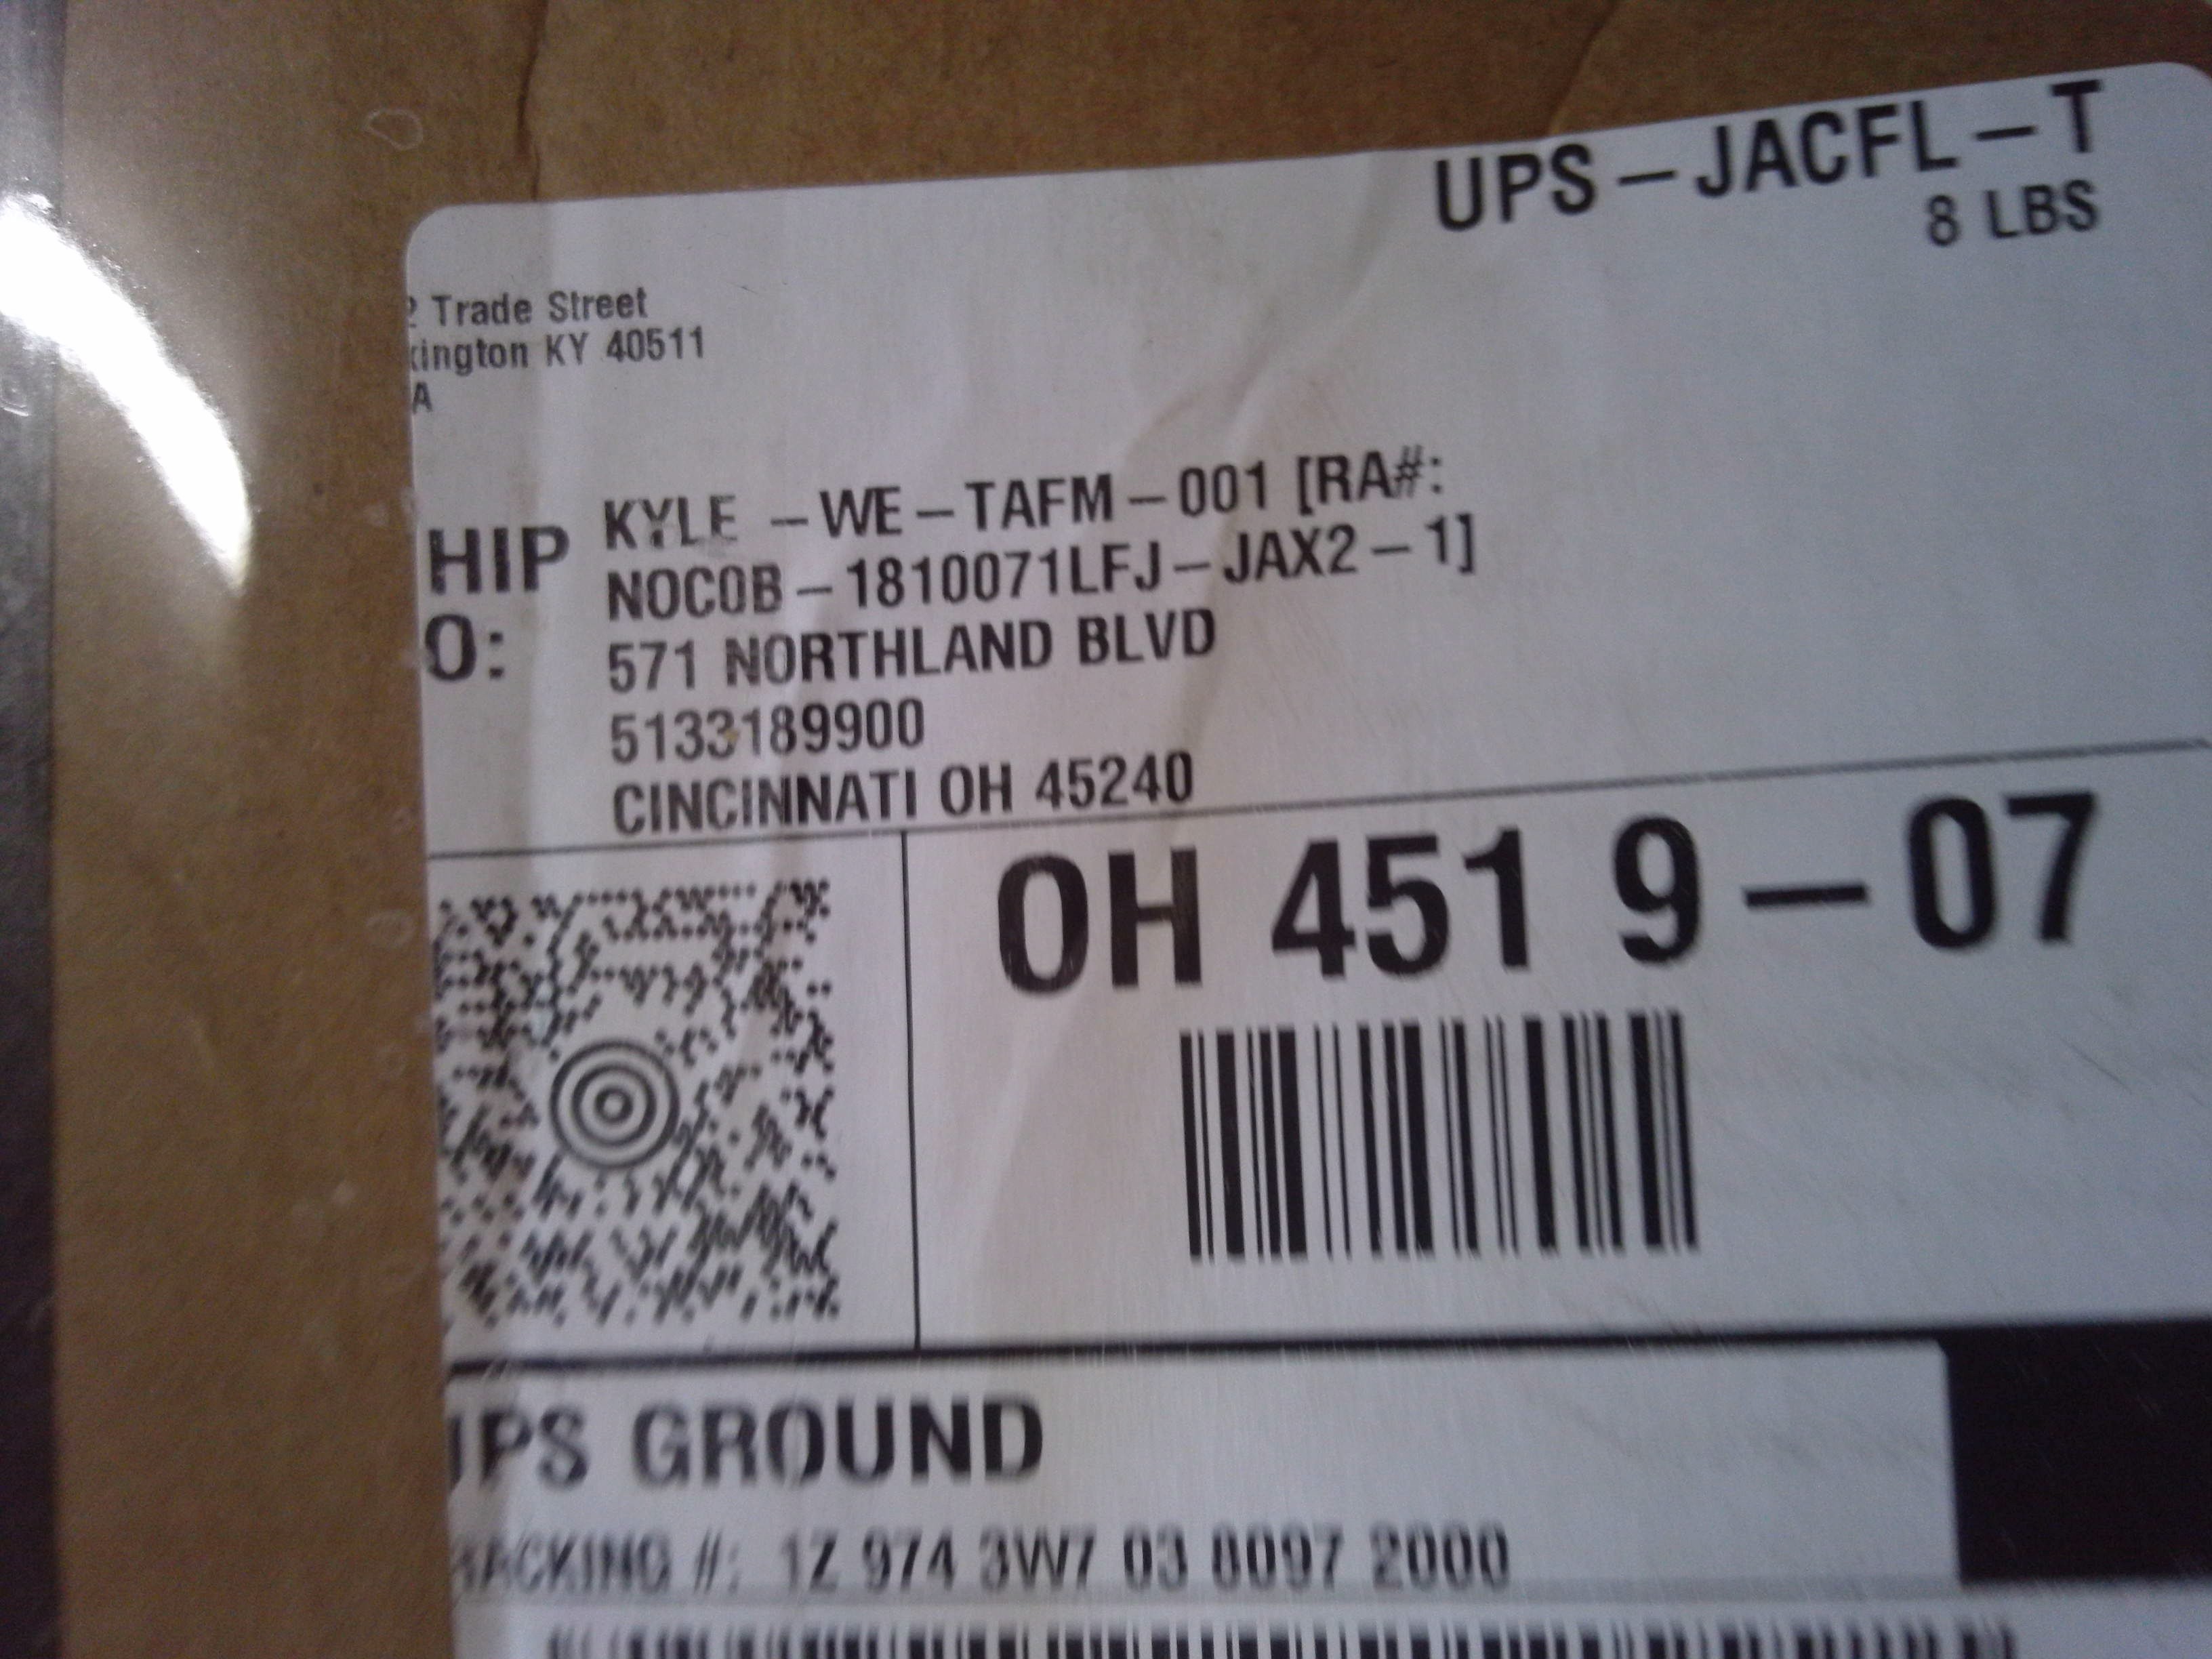 UPS-JACFL-T
8 LBS
2 Trade Street
xington KY 40511
A
HIP
O:
KYLE -WE-TAFM-001 [RA#:
NOC0B-1810071LFJ-JAX2-1]
571 NORTHLAND BLVD
5133189900
CINCINNATI OH 45240
OH 451 9-07
UPS GROUND
RACKING #: 1Z 974 3W7 03 8097 2000